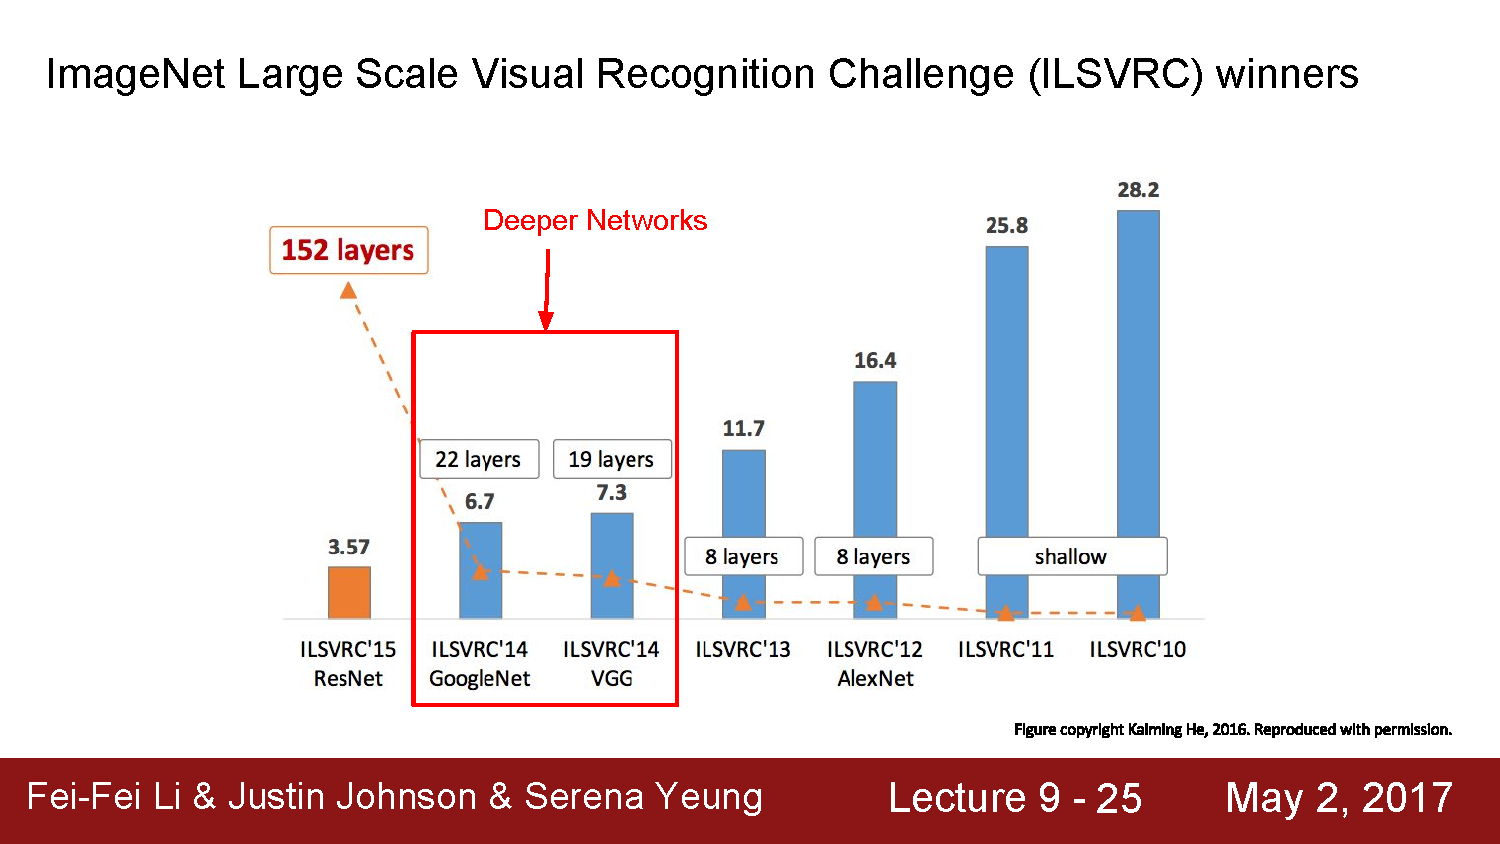 ImageNet Large Scale Visual Recognition Challenge (ILSVRC) winners
28.2
Deeper Networks
25.8
152 layers
16.4
11.7
22 layers
19 layers
6.7
7.3
3.57
8 layers
8 layers
shallow
ILSVRC'15
ResNet
ILSVRC'14
GoogleNet
ILSVRC'14
VGG
ILSVRC'13
ILSVRC'12
AlexNet
ILSVRC'11
ILSVRC'10
Figure copyright Kaiming He, 2016. Reproduced with permission.
Fei-Fei Li & Justin Johnson & Serena Yeung
Lecture 9 - 25
May 2, 2017